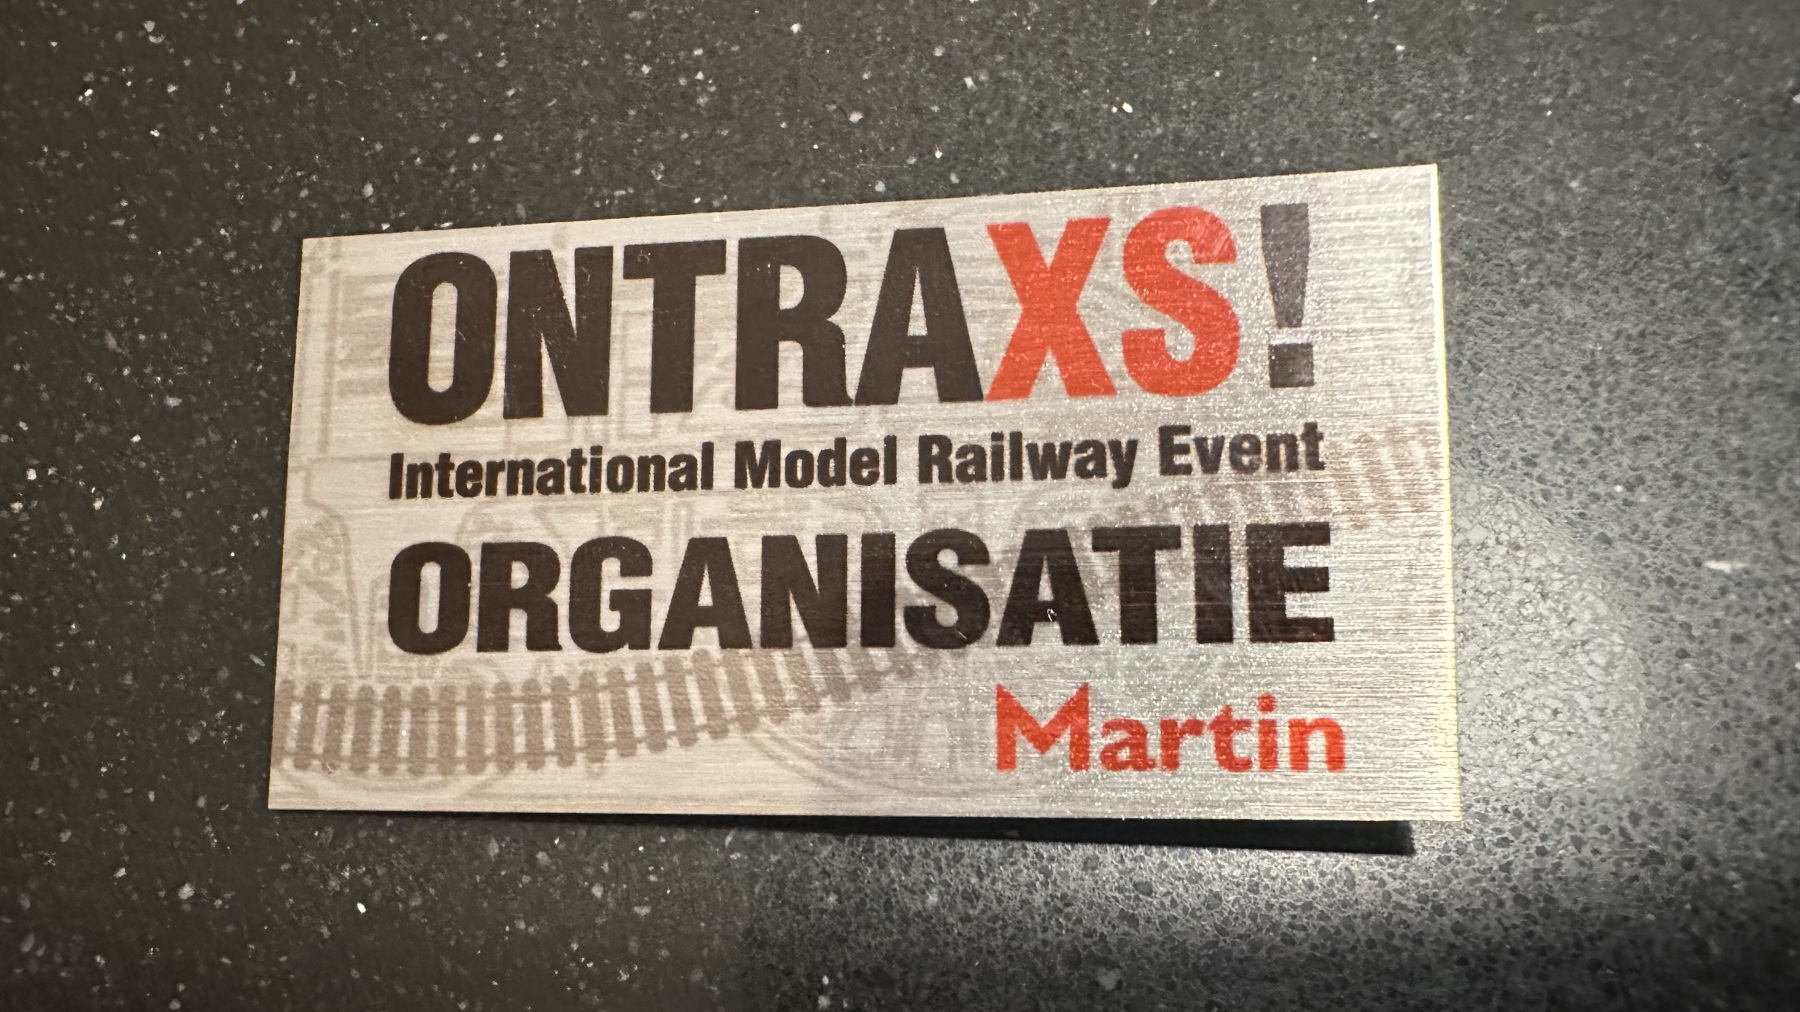 ONTRAXS!
International Model Railway Event
ORGANISATIE
Martin